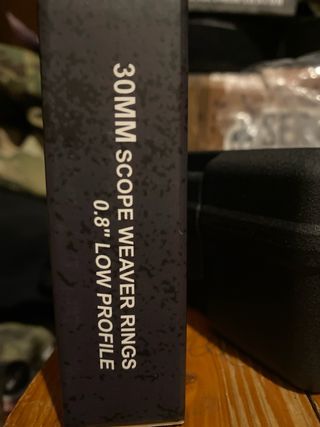 30MM SCOPE WEAVER RINGS
0.8" LOW PROFILE